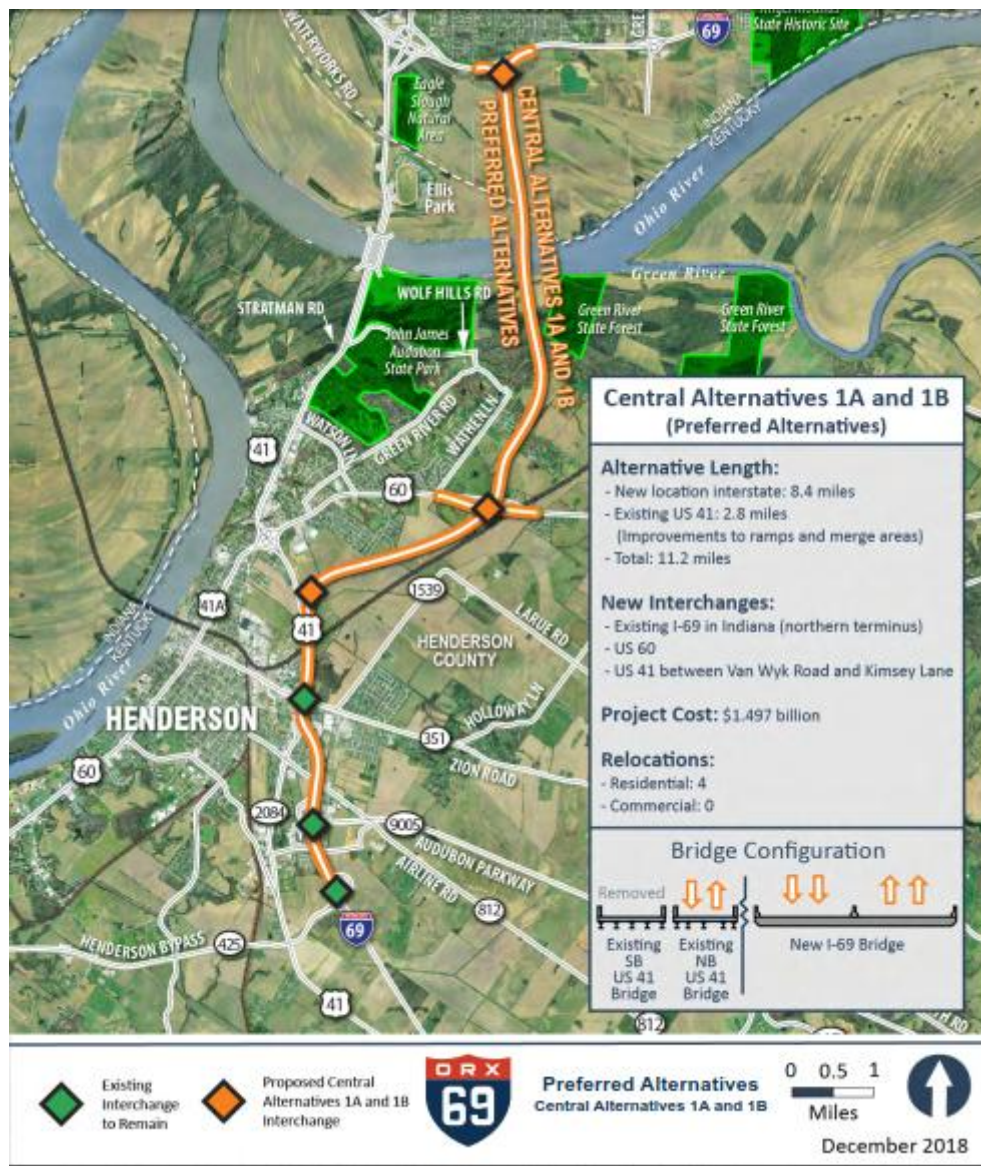 69
State Historic Site
WATERWORKS RD
Eagle
Slough
Natural
Area
INDIANA
KENTUCKY
CENTRAL ALTERNATIVES 1A AND 1B
PREFERRED ALTERNATIVES
Ellis
Park
Ohio River
Green River
STRATMAN RD
WOLF HILLS RD
Green River
State Forest
Green River
State Forest
John James
Audubon
State Park
WATSON LN
GREEN RIVER RD
WATHEN LN
41
60
41A
INDIANA
KENTUCKY
Ohio River
41
1539
LARUE RD
HENDERSON
COUNTY
HOLLOWAY LN
HENDERSON
351
ZION ROAD
60
2084
9005
AUDUBON PARKWAY
AIRLINE RD
812
69
HENDERSON BYPASS
425
41
812
Central Alternatives 1A and 1B
(Preferred Alternatives)
Alternative Length:
- New location interstate: 8.4 miles
- Existing US 41: 2.8 miles
(Improvements to ramps and merge areas)
- Total: 11.2 miles
New Interchanges:
- Existing I-69 in Indiana (northern terminus)
- US 60
- US 41 between Van Wyk Road and Kimsey Lane
Project Cost: $1.497 billion
Relocations:
- Residential: 4
- Commercial: 0
Bridge Configuration
Removed
Existing
SB
US 41
Bridge
Existing
NB
US 41
Bridge
New I-69 Bridge
Existing
Interchange
to Remain
Proposed Central
Alternatives 1A and 1B
Interchange
ORX
69
Preferred Alternatives
Central Alternatives 1A and 1B
0 0.5 1
Miles
December 2018